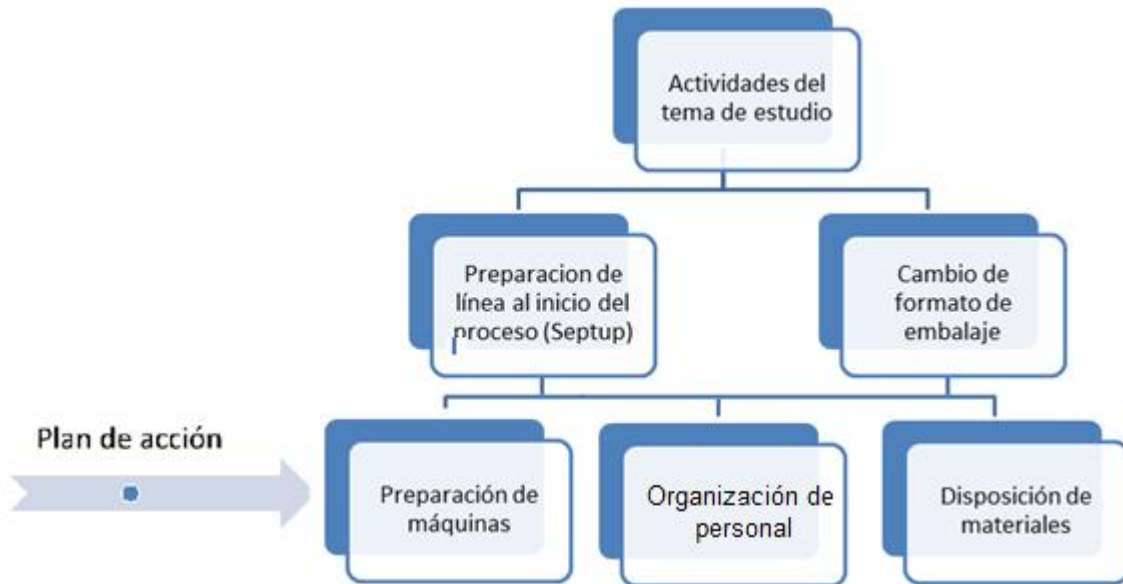 Actividades del
tema de estudio
Preparacion de
línea al inicio del
proceso (Septup)
Cambio de
formato de
embalaje
Plan de acción
Preparación de
máquinas
Organización de
personal
Disposición de
materiales